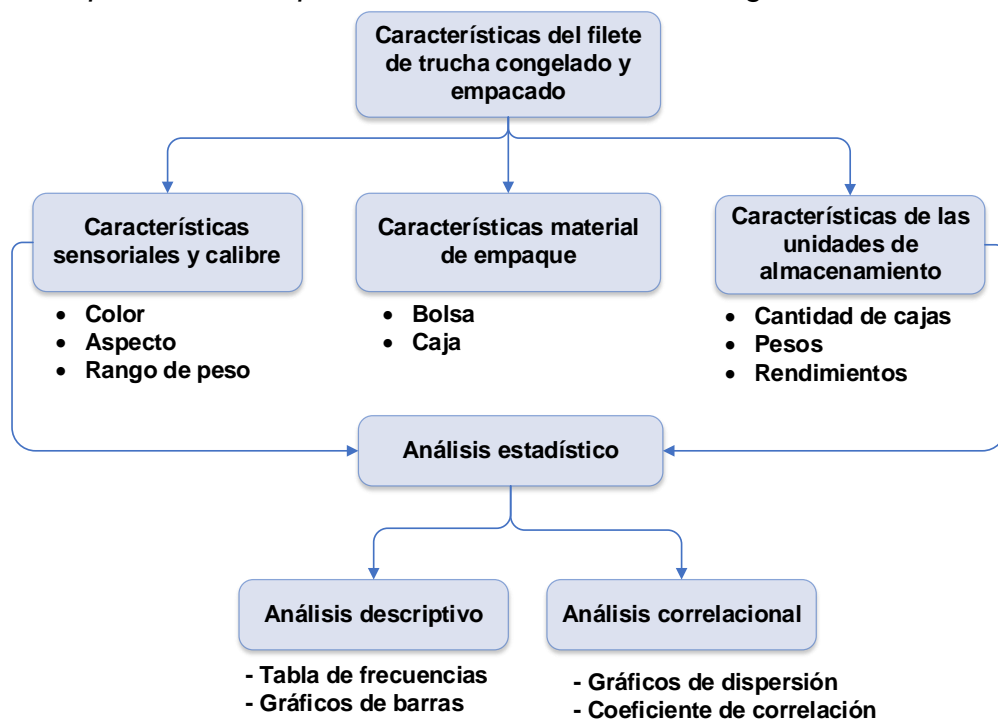 Características del filete
de trucha congelado y
empacado
Características
sensoriales y calibre
• Color
• Aspecto
• Rango de peso
Características material
de empaque
• Bolsa
• Caja
Características de las
unidades de
almacenamiento
• Cantidad de cajas
• Pesos
• Rendimientos
Análisis estadístico
Análisis descriptivo
- Tabla de frecuencias
- Gráficos de barras
Análisis correlacional
- Gráficos de dispersión
- Coeficiente de correlación